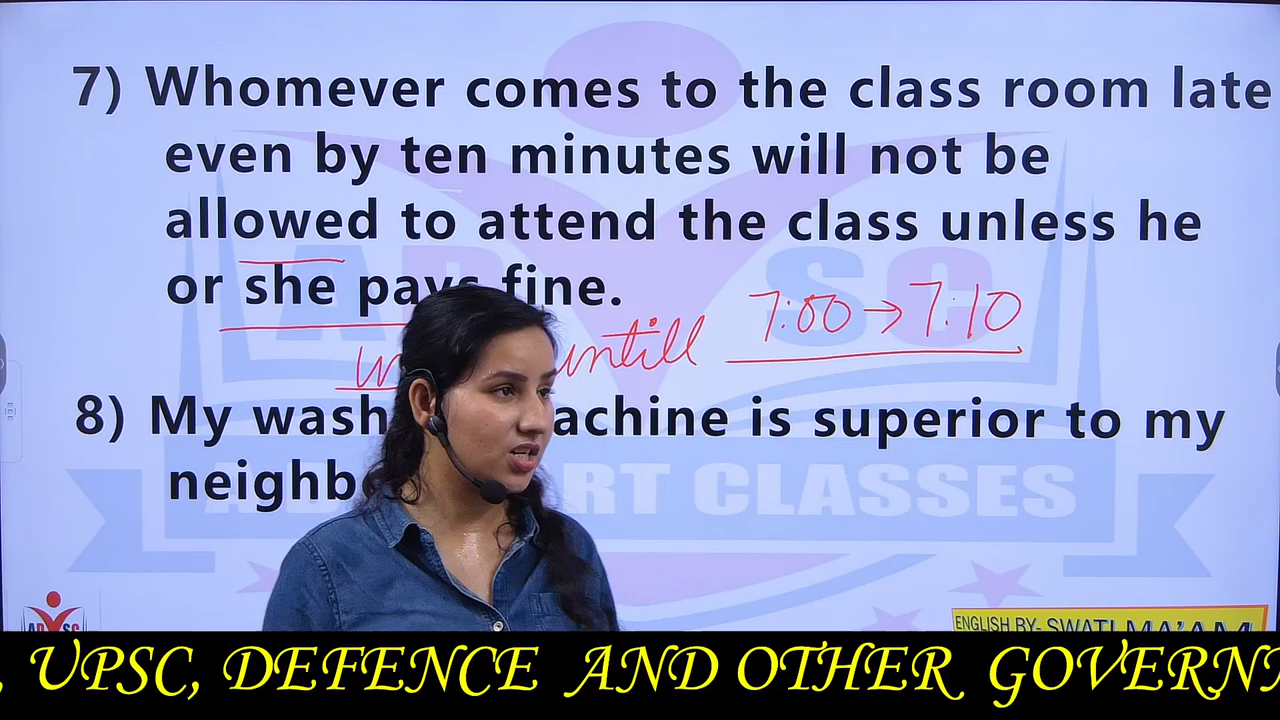 7) Whomever comes to the class room late
even by ten minutes will not be
allowed to attend the class unless he
or she pays fine.
7:00 → 7:10
untill
8) My wash achine is superior to my
neighb
RT CLASSES
ENGLISH BY- SWATI MA'AM
, UPSC, DEFENCE AND OTHER GOVERN